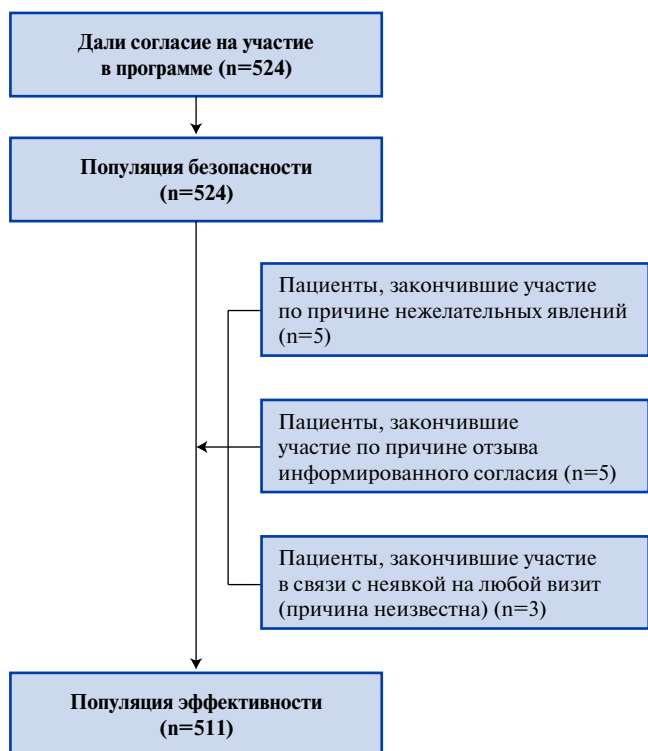 Дали согласие на участие
в программе (n=524)
Популяция безопасности
(n=524)
Пациенты, закончившие участие
по причине нежелательных явлений
(n=5)
Пациенты, закончившие
участие по причине отзыва
информированного согласия (n=5)
Пациенты, закончившие участие
в связи с неявкой на любой визит
(причина неизвестна) (n=3)
Популяция эффективности
(n=511)